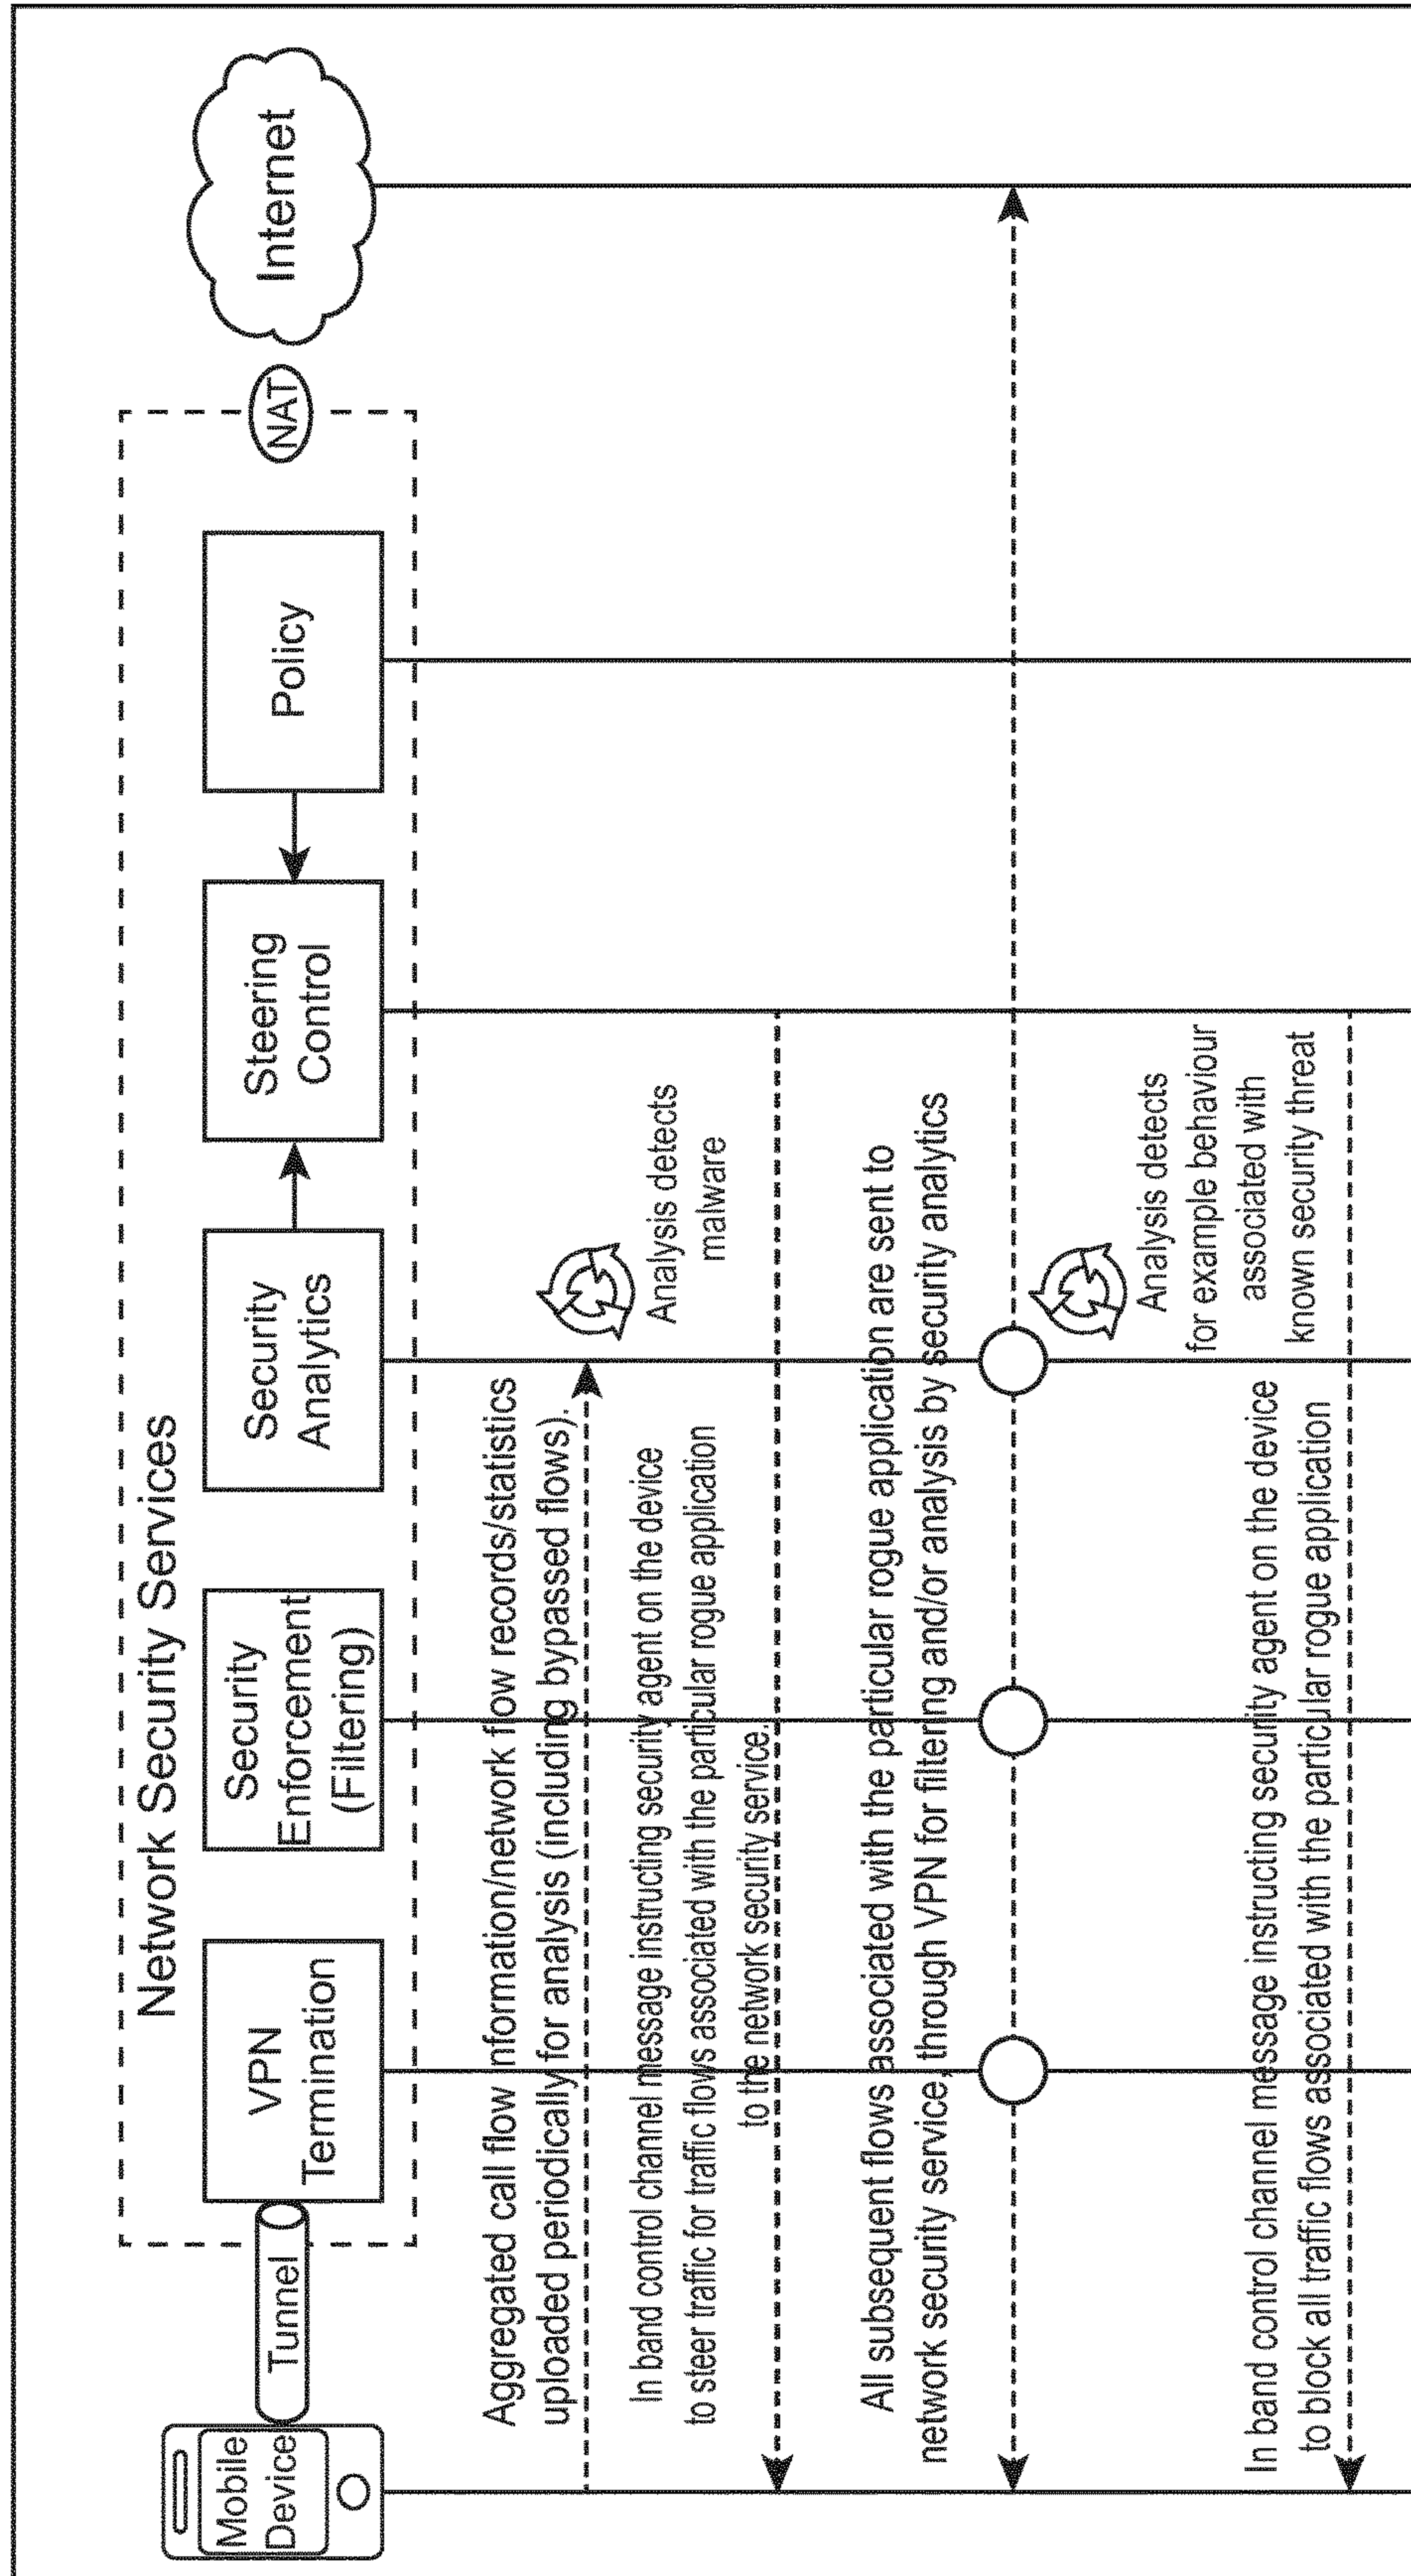 Network Security Services
Mobile
Device
Tunnel
VPN
Termination
Security
Enforcement
(Filtering)
Security
Analytics
Steering
Control
Policy
NAT
Internet
Aggregated call flow information/network flow records/statistics
uploaded periodically for analysis (including bypassed flows).
Analysis detects
malware
In band control channel message instructing security agent on the device
to steer traffic for traffic flows associated with the particular rogue application
to the network security service.
All subsequent flows associated with the particular rogue application are sent to
network security service, through VPN for filtering and/or analysis by security analytics
Analysis detects
for example behaviour
associated with
known security threat
In band control channel message instructing security agent on the device
to block all traffic flows associated with the particular rogue application